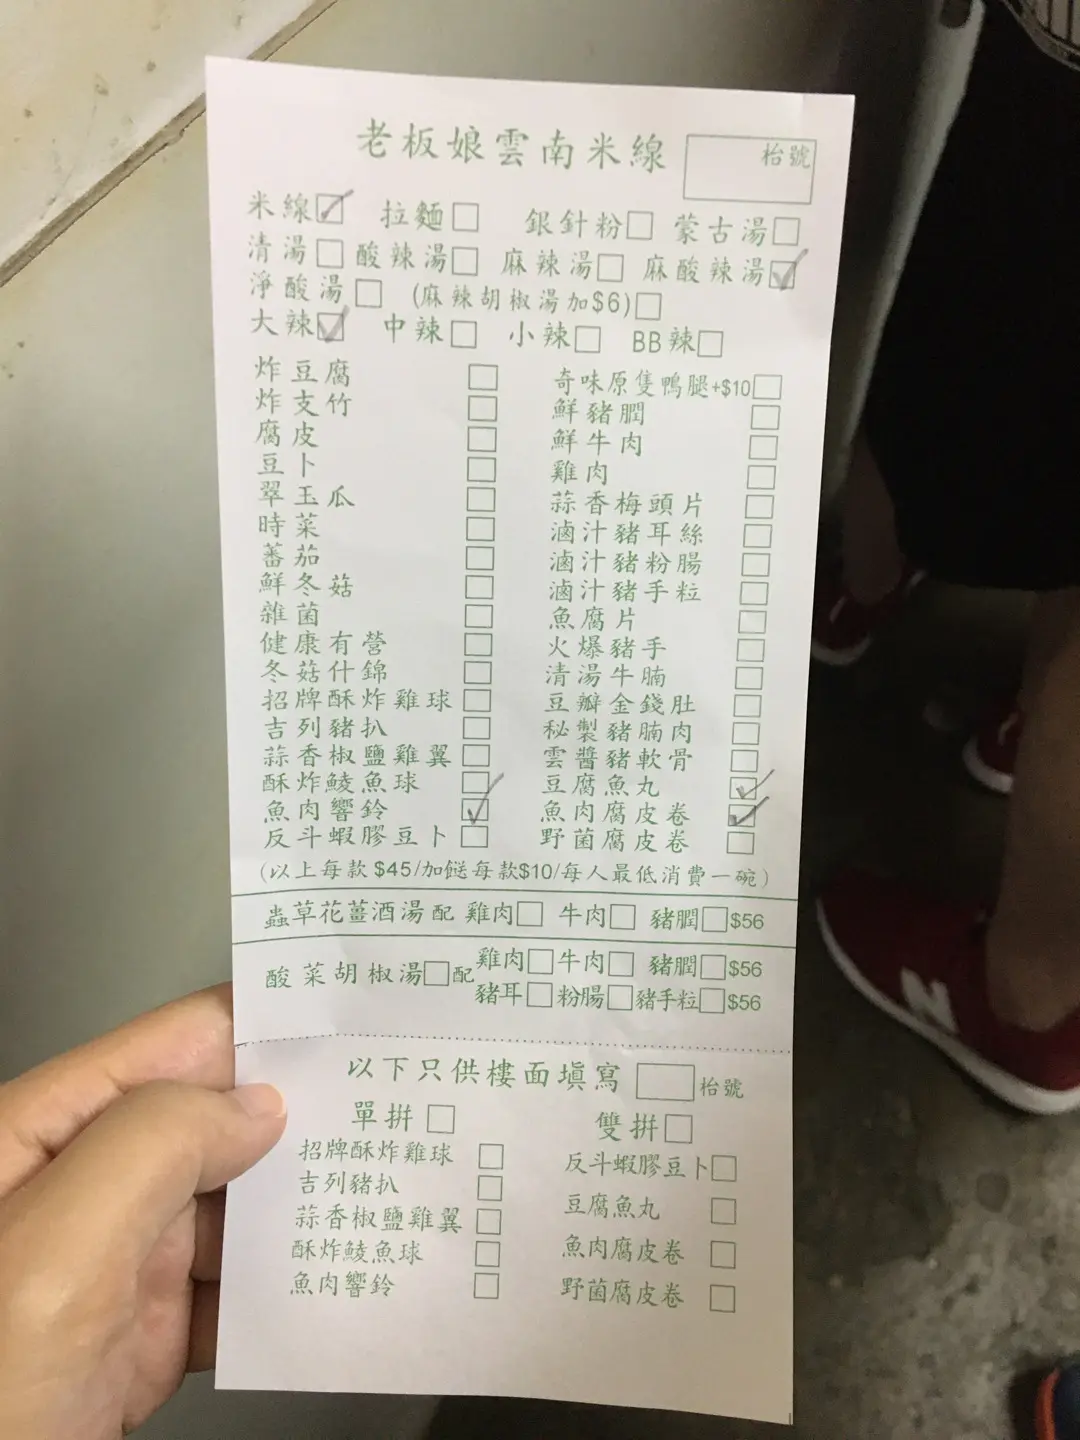 老板娘雲南米線 枱號
米線 拉麵 銀針粉 蒙古湯
清湯 酸辣湯 麻辣湯 麻酸辣湯
淨酸湯 (麻辣胡椒湯加$6)
大辣 中辣 小辣 BB辣
炸豆腐 奇味原隻鴨腿+$10
炸支竹 鮮豬膶
腐皮 鮮牛肉
豆卜 雞肉
翠玉瓜 蒜香梅頭片
時菜 滷汁豬耳絲
蕃茄 滷汁豬粉腸
鮮冬菇 滷汁豬手粒
雜菌 魚腐片
健康有營 火爆豬手
冬菇什錦 清湯牛腩
招牌酥炸雞球 豆瓣金錢肚
吉列豬扒 秘製豬腩肉
蒜香椒鹽雞翼 雲醬豬軟骨
酥炸鯪魚球 豆腐魚丸
魚肉響鈴 魚肉腐皮卷
反斗蝦膠豆卜 野菌腐皮卷
(以上每款$45/加餸每款$10/每人最低消費一碗)
蟲草花薑酒湯配 雞肉 牛肉 豬膶 $56
酸菜胡椒湯 配 雞肉 牛肉 豬膶 $56
豬耳 粉腸 豬手粒 $56
以下只供樓面填寫 枱號
單拼 雙拼
招牌酥炸雞球 反斗蝦膠豆卜
吉列豬扒 豆腐魚丸
蒜香椒鹽雞翼 魚肉腐皮卷
酥炸鯪魚球 野菌腐皮卷
魚肉響鈴